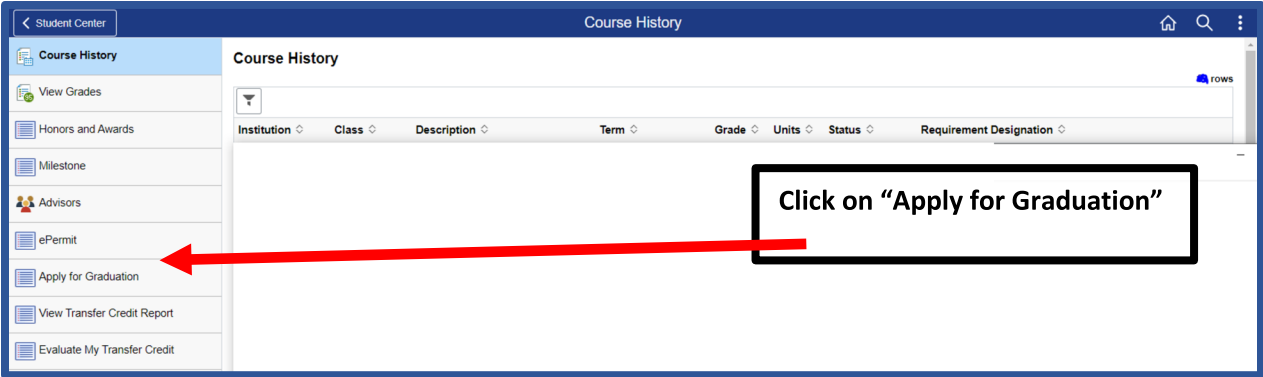 Student Center
Course History
Course History
View Grades
Honors and Awards
Milestone
Advisors
ePermit
Apply for Graduation
View Transfer Credit Report
Evaluate My Transfer Credit
Course History
rows
Institution Class Description Term Grade Units Status Requirement Designation
Click on “Apply for Graduation”